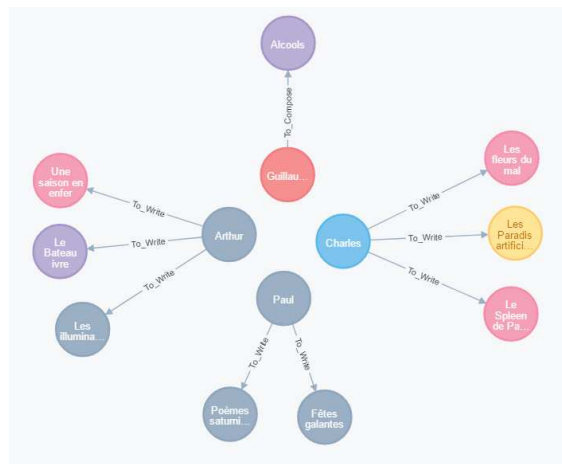 Alcools
To_Compose
Guillau...
Une
saison en
enfer
To_Write
Le
Bateau
ivre
To_Write
Arthur
To_Write
Les
illumina...
Les
fleurs du
mal
To_Write
Charles
To_Write
Les
Paradis
artifici...
To_Write
Le
Spleen
de Pa...
Paul
To_Write
To_Write
Poèmes
saturni...
Fêtes
galantes